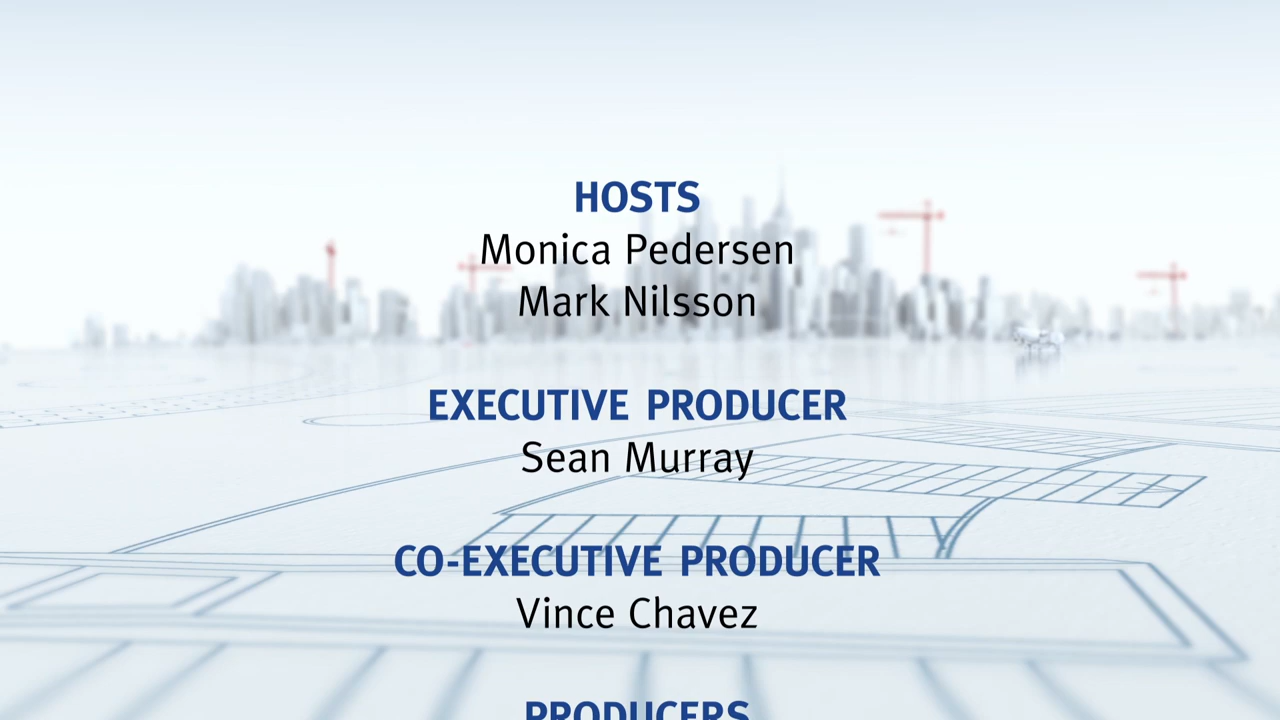 HOSTS
Monica Pedersen
Mark Nilsson
EXECUTIVE PRODUCER
Sean Murray
CO-EXECUTIVE PRODUCER
Vince Chavez
PRODUCERS